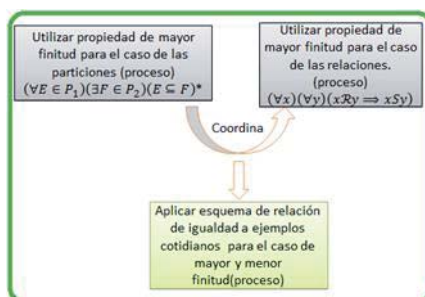 Utilizar propiedad de mayor
finitud para el caso de las
particiones (proceso)
(∀E ∈ P₁)(∃F ∈ P₂)(E ⊆ F)*
Utilizar propiedad de
mayor finitud para el caso
de las relaciones.
(proceso)
(∀x)(∀y)(xℛy ⟹ xSy)
Coordina
Aplicar esquema de relación
de igualdad a ejemplos
cotidianos para el caso de
mayor y menor
finitud(proceso)